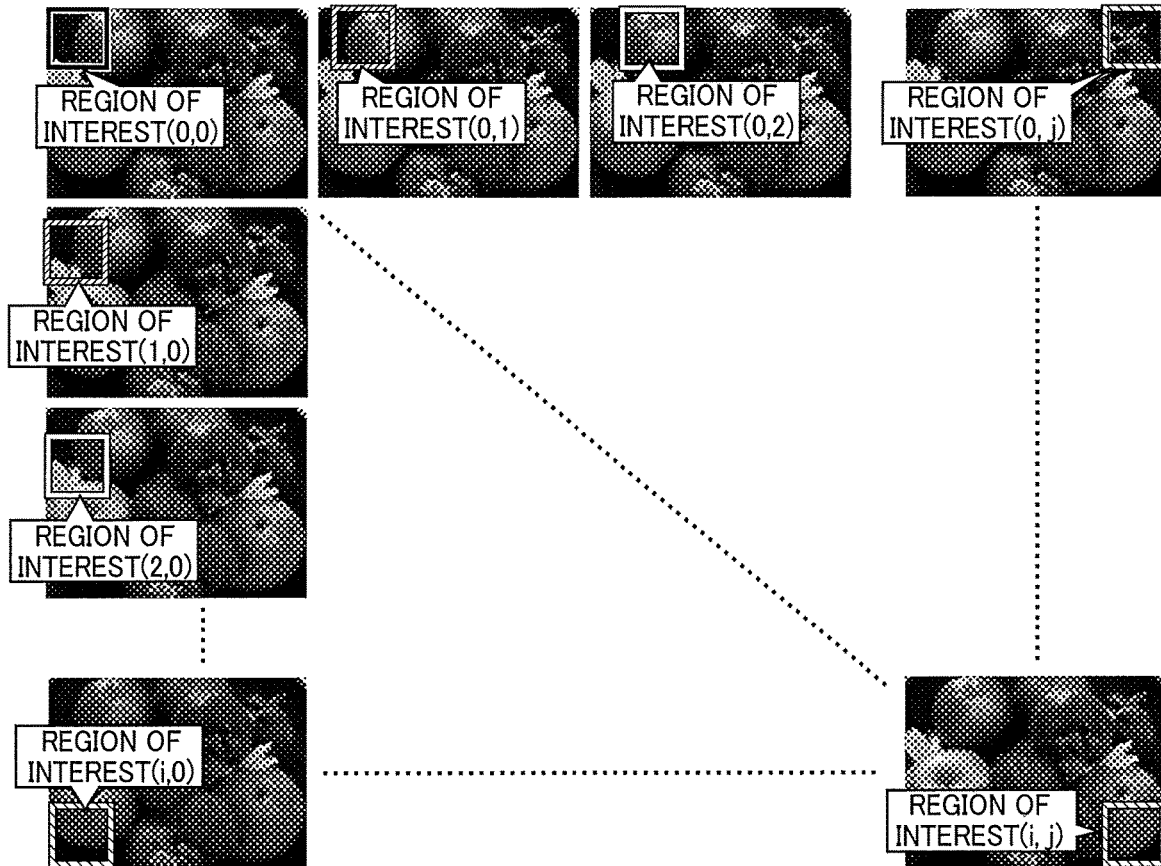 REGION OF
INTEREST(0,0)
REGION OF
INTEREST(0,1)
REGION OF
INTEREST(0,2)
REGION OF
INTEREST(0, j)
REGION OF
INTEREST(1,0)
REGION OF
INTEREST(2,0)
REGION OF
INTEREST(i,0)
REGION OF
INTEREST(i, j)